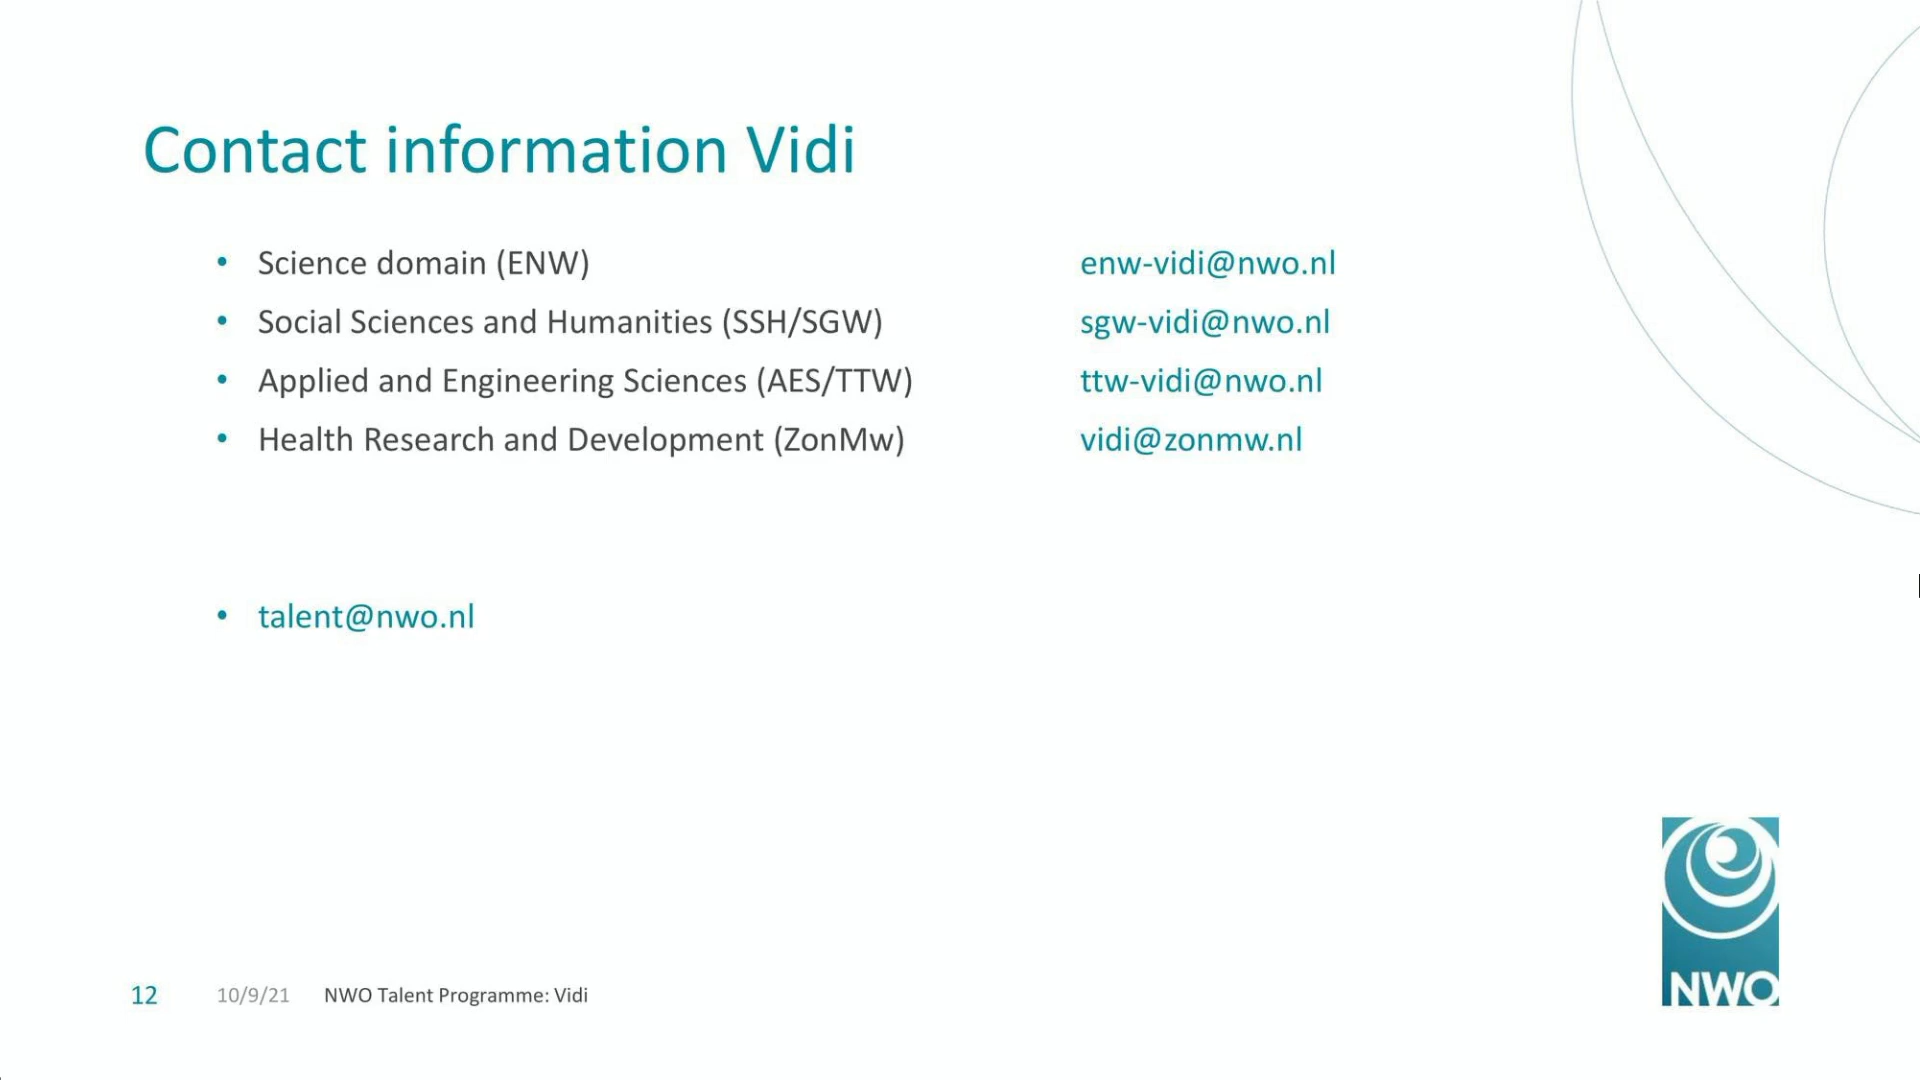 Contact information Vidi
• Science domain (ENW) enw-vidi@nwo.nl
• Social Sciences and Humanities (SSH/SGW) sgw-vidi@nwo.nl
• Applied and Engineering Sciences (AES/TTW) ttw-vidi@nwo.nl
• Health Research and Development (ZonMw) vidi@zonmw.nl
• talent@nwo.nl
NWO
12 10/9/21 NWO Talent Programme: Vidi